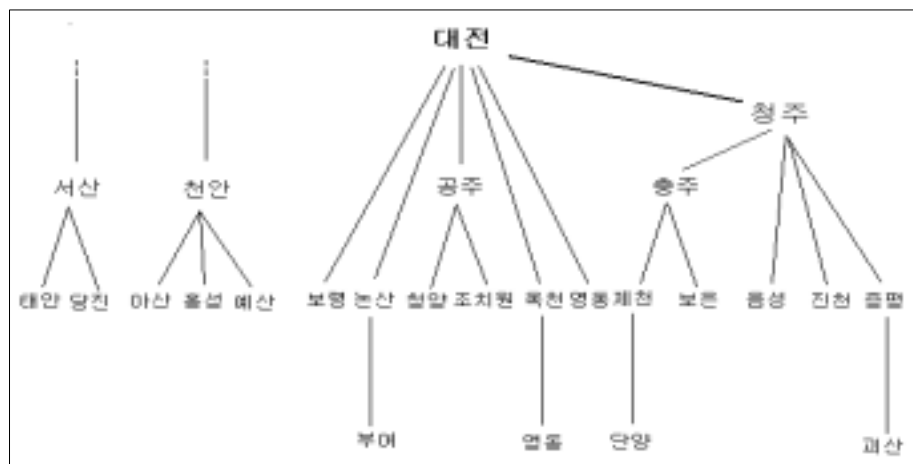 대전
청주
서산 천안 공주 충주
태안 당진 아산 홍성 예산 보령 논산 청양 조치원 옥천 영동 제천 보은 음성 진천 증평
부여 단양 괴산